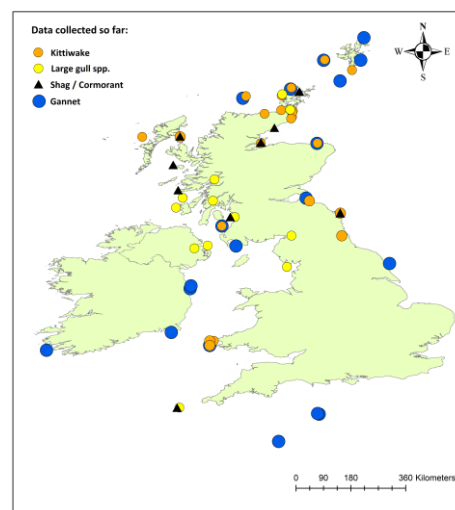 Data collected so far:
Kittiwake
Large gull spp.
Shag / Cormorant
Gannet
N
W E
S
0 90 180 360 Kilometers